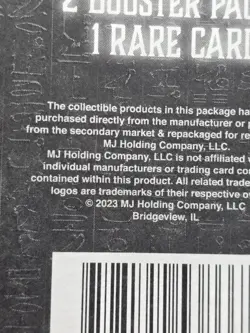 2 BOOSTER PA
1 RARE CARD
The collectible products in this package ha
purchased directly from the manufacturer or p
from the secondary market & repackaged for re
MJ Holding Company, LLC.
MJ Holding Company, LLC is not affiliated w
individual manufacturers or trading card com
contained within this product. All related trade
logos are trademarks of their respective o
© 2023 MJ Holding Company, LLC
Bridgeview, IL